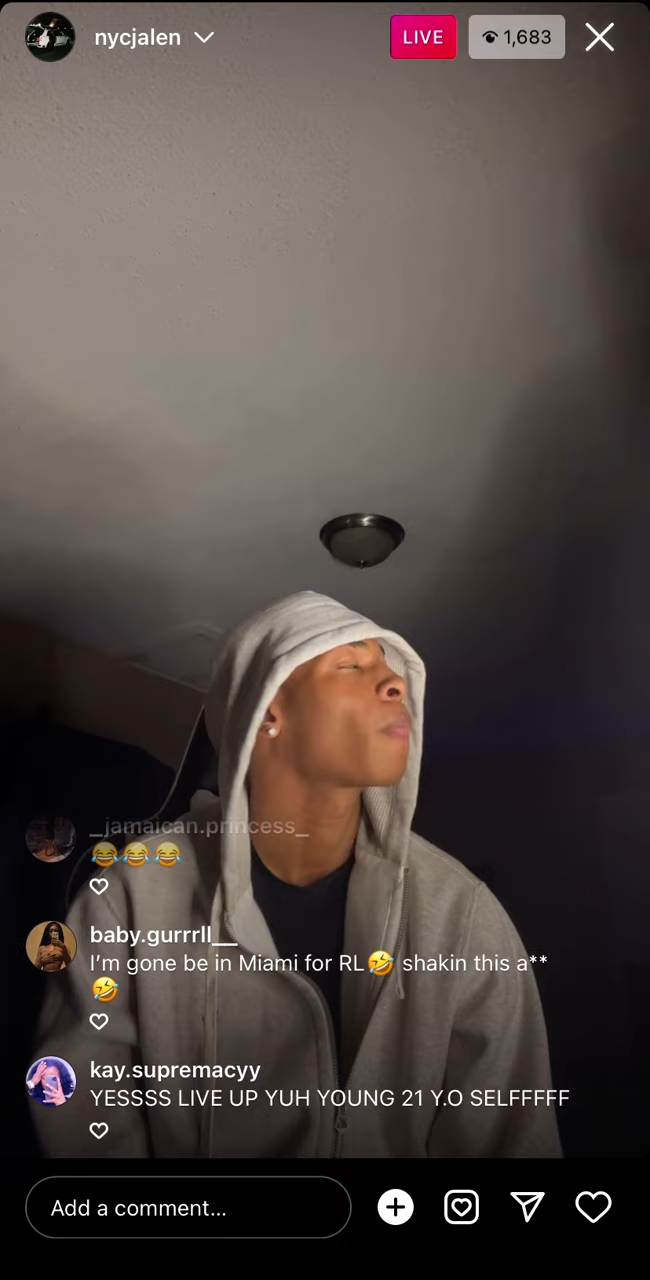 nycjalen
LIVE
1,683
_jamaican.princess_
😂😂😂
baby.gurrrll__
I’m gone be in Miami for RL🤣 shakin this a**
🤣
kay.supremacyy
YESSSS LIVE UP YUH YOUNG 21 Y.O SELFFFFF
Add a comment...